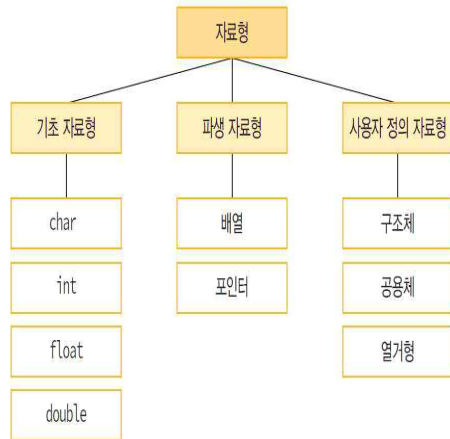 자료형
기초 자료형
파생 자료형
사용자 정의 자료형
char
배열
구조체
int
포인터
공용체
float
열거형
double